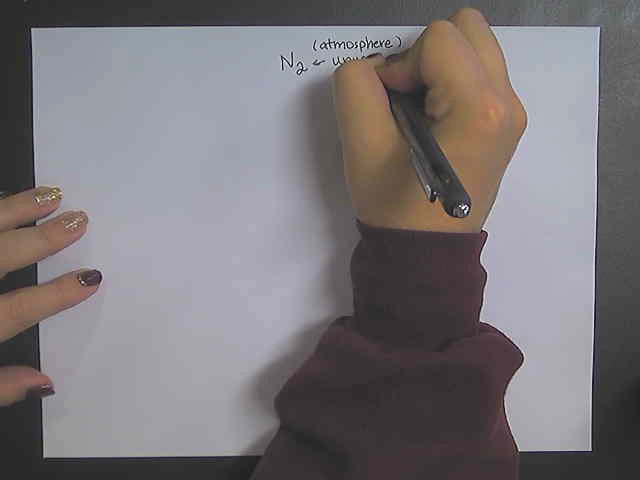 (atmosphere)
N₂ ←